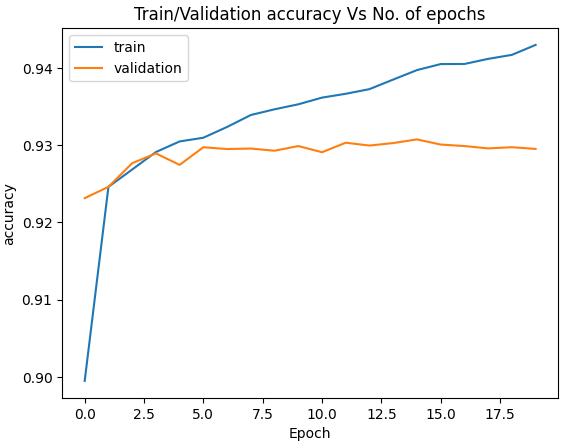 Train/Validation accuracy Vs No. of epochs
train
validation
accuracy
0.94
0.93
0.92
0.91
0.90
0.0 2.5 5.0 7.5 10.0 12.5 15.0 17.5
Epoch